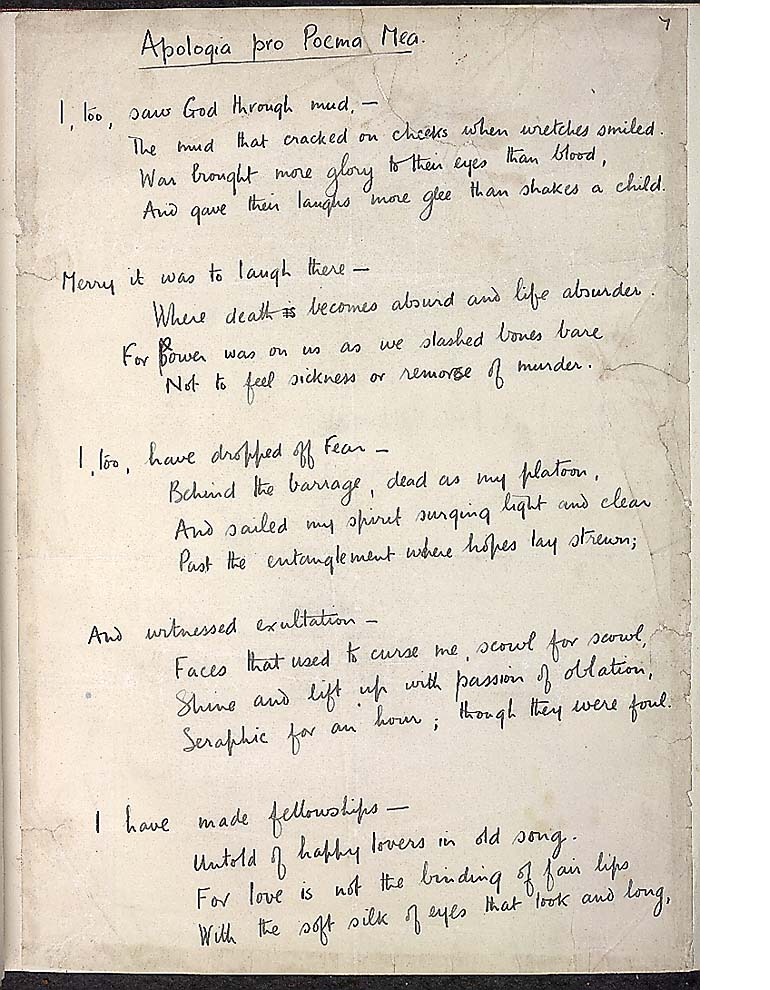 7
Apologia pro Poema Mea.
I, too, saw God through mud, —
The mud that cracked on cheeks when wretches smiled.
War brought more glory to their eyes than blood,
And gave their laughs more glee than shakes a child.
Merry it was to laugh there —
Where death is becomes absurd and life absurder.
For power was on us as we slashed bones bare
Not to feel sickness or remorse of murder.
I, too, have dropped off Fear —
Behind the barrage, dead as my platoon,
And sailed my spirit surging light and clear
Past the entanglement where hopes lay strewn;
And witnessed exultation —
Faces that used to curse me, scowl for scowl,
Shine and lift up with passion of oblation,
Seraphic for an hour; though they were foul.
I have made fellowships —
Untold of happy lovers in old song.
For love is not the binding of fair lips
With the soft silk of eyes that look and long,